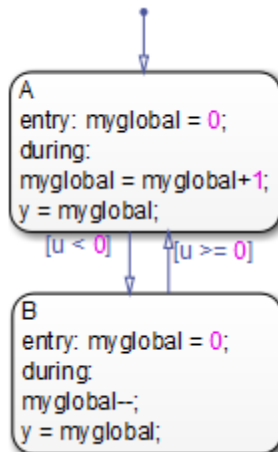 A
entry: myglobal = 0;
during:
myglobal = myglobal+1;
y = myglobal;
[u < 0]
[u >= 0]
B
entry: myglobal = 0;
during:
myglobal--;
y = myglobal;